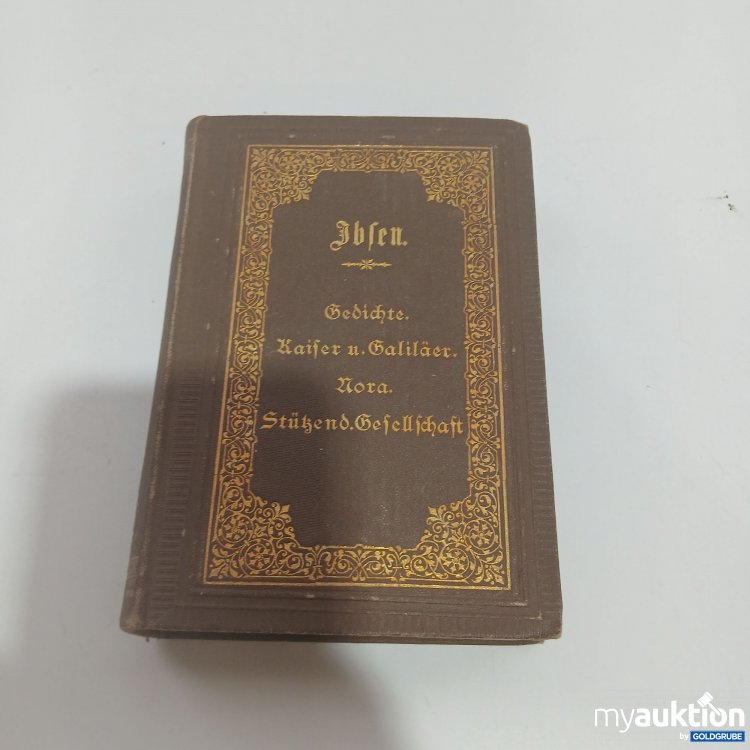 Ibsen.
Gedichte.
Kaiser u. Galiläer.
Nora.
Stützen d. Gesellschaft
myauktion
by GOLDGRUBE